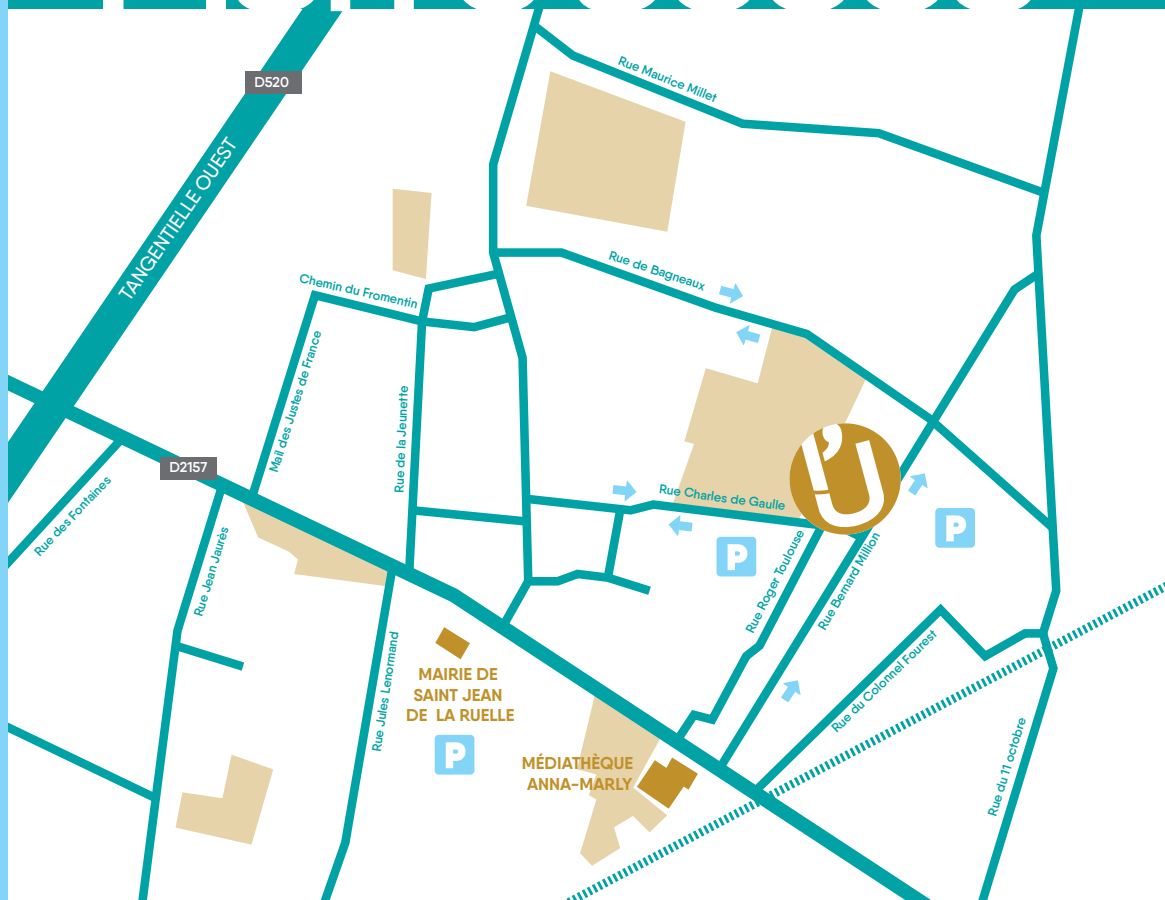 D520
Rue Maurice Millet
TANGENTIELLE OUEST
Rue de Bagneaux
Chemin du Fromentin
Mail des Justes de France
Rue de la Jeunette
D2157
Rue des Fontaines
Rue Charles de Gaulle
l'U
P
P
Rue Jean Jaurès
Rue Roger Toulouse
Rue Bernard Million
Rue Jules Lenormand
MAIRIE DE
SAINT JEAN
DE LA RUELLE
P
Rue du Colonnel Fourest
MÉDIATHÈQUE
ANNA-MARLY
Rue du 11 octobre